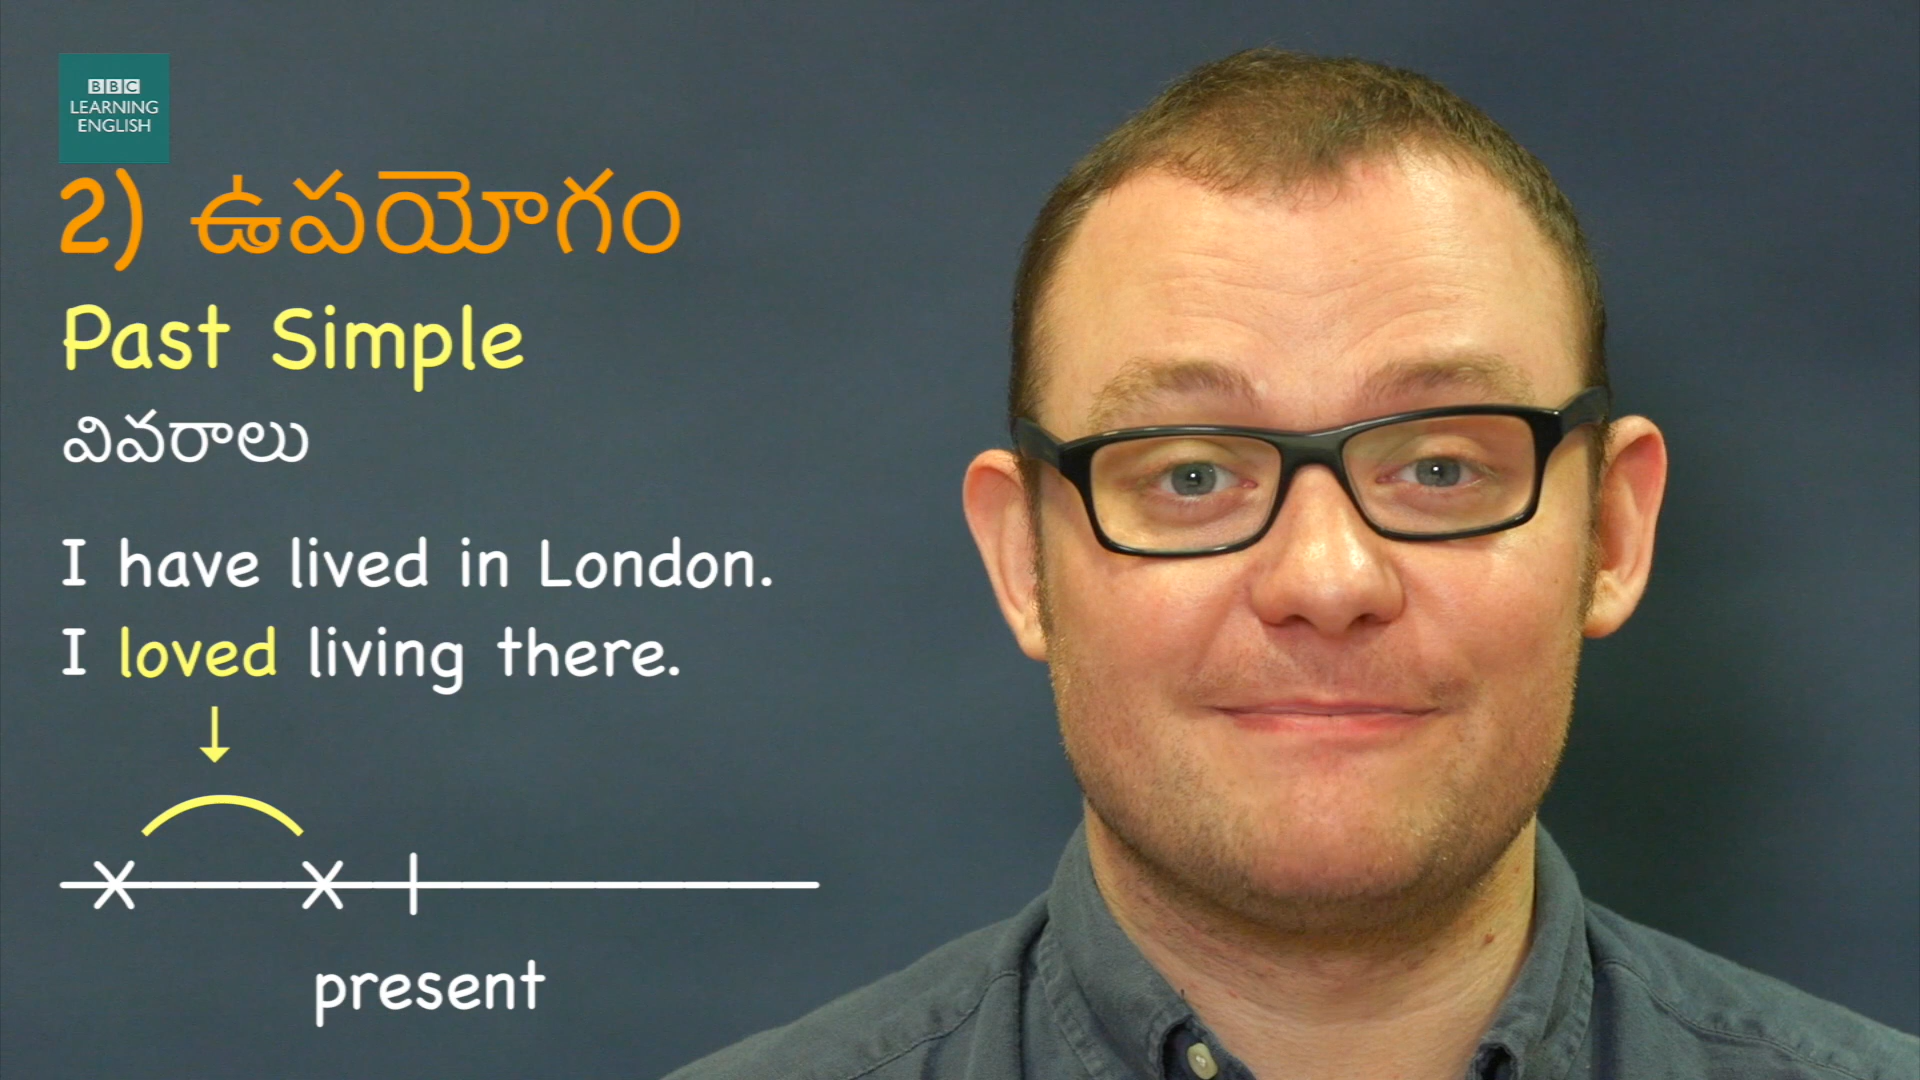 BBC
LEARNING
ENGLISH
2) ఉపయోగం
Past Simple
వివరాలు
I have lived in London.
I loved living there.
present